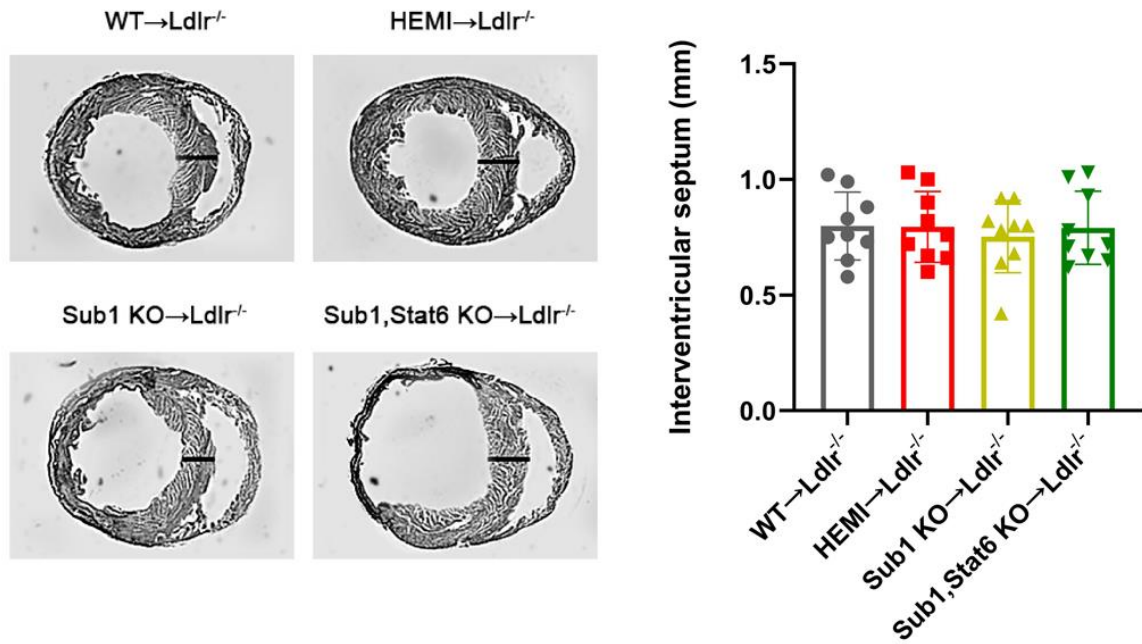 WT→Ldlr⁻/⁻
HEMI→Ldlr⁻/⁻
Sub1 KO→Ldlr⁻/⁻
Sub1,Stat6 KO→Ldlr⁻/⁻
Interventricular septum (mm)
1.5
1.0
0.5
0.0
WT→Ldlr⁻/⁻
HEMI→Ldlr⁻/⁻
Sub1 KO→Ldlr⁻/⁻
Sub1,Stat6 KO→Ldlr⁻/⁻